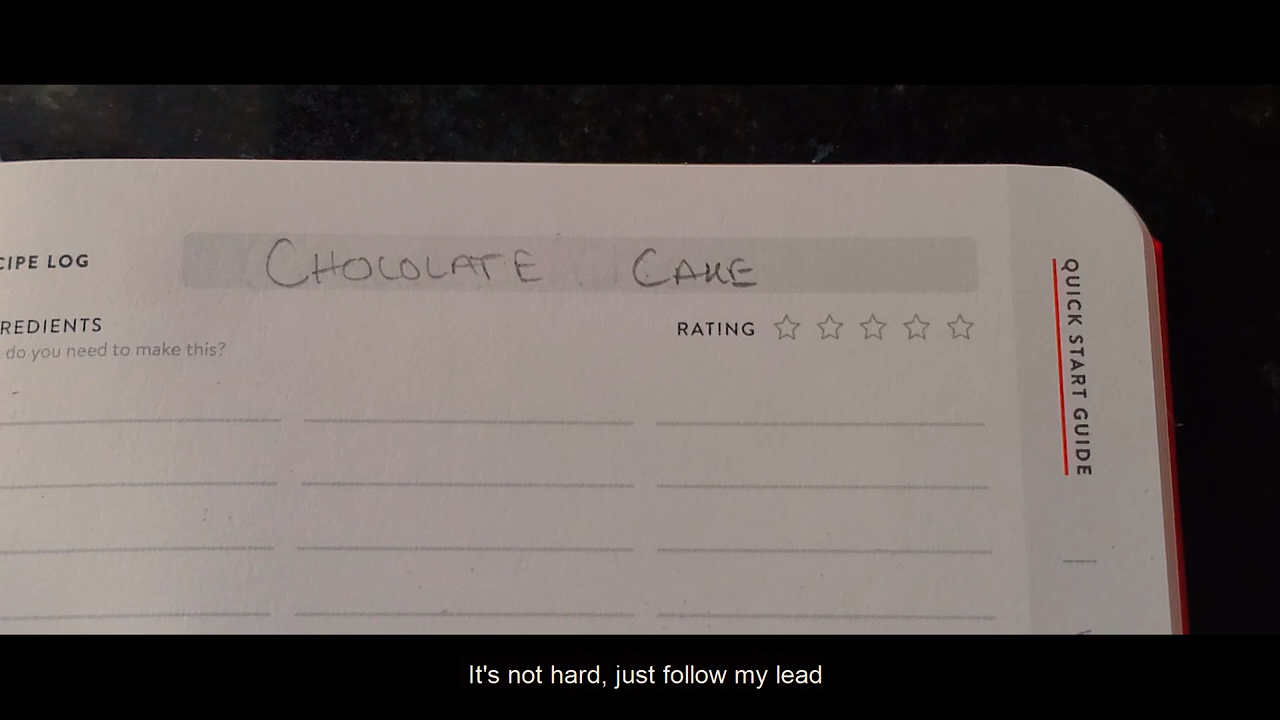 CIPE LOG
CHOCOLATE CAKE
REDIENTS
RATING
do you need to make this?
QUICK START GUIDE
It's not hard, just follow my lead